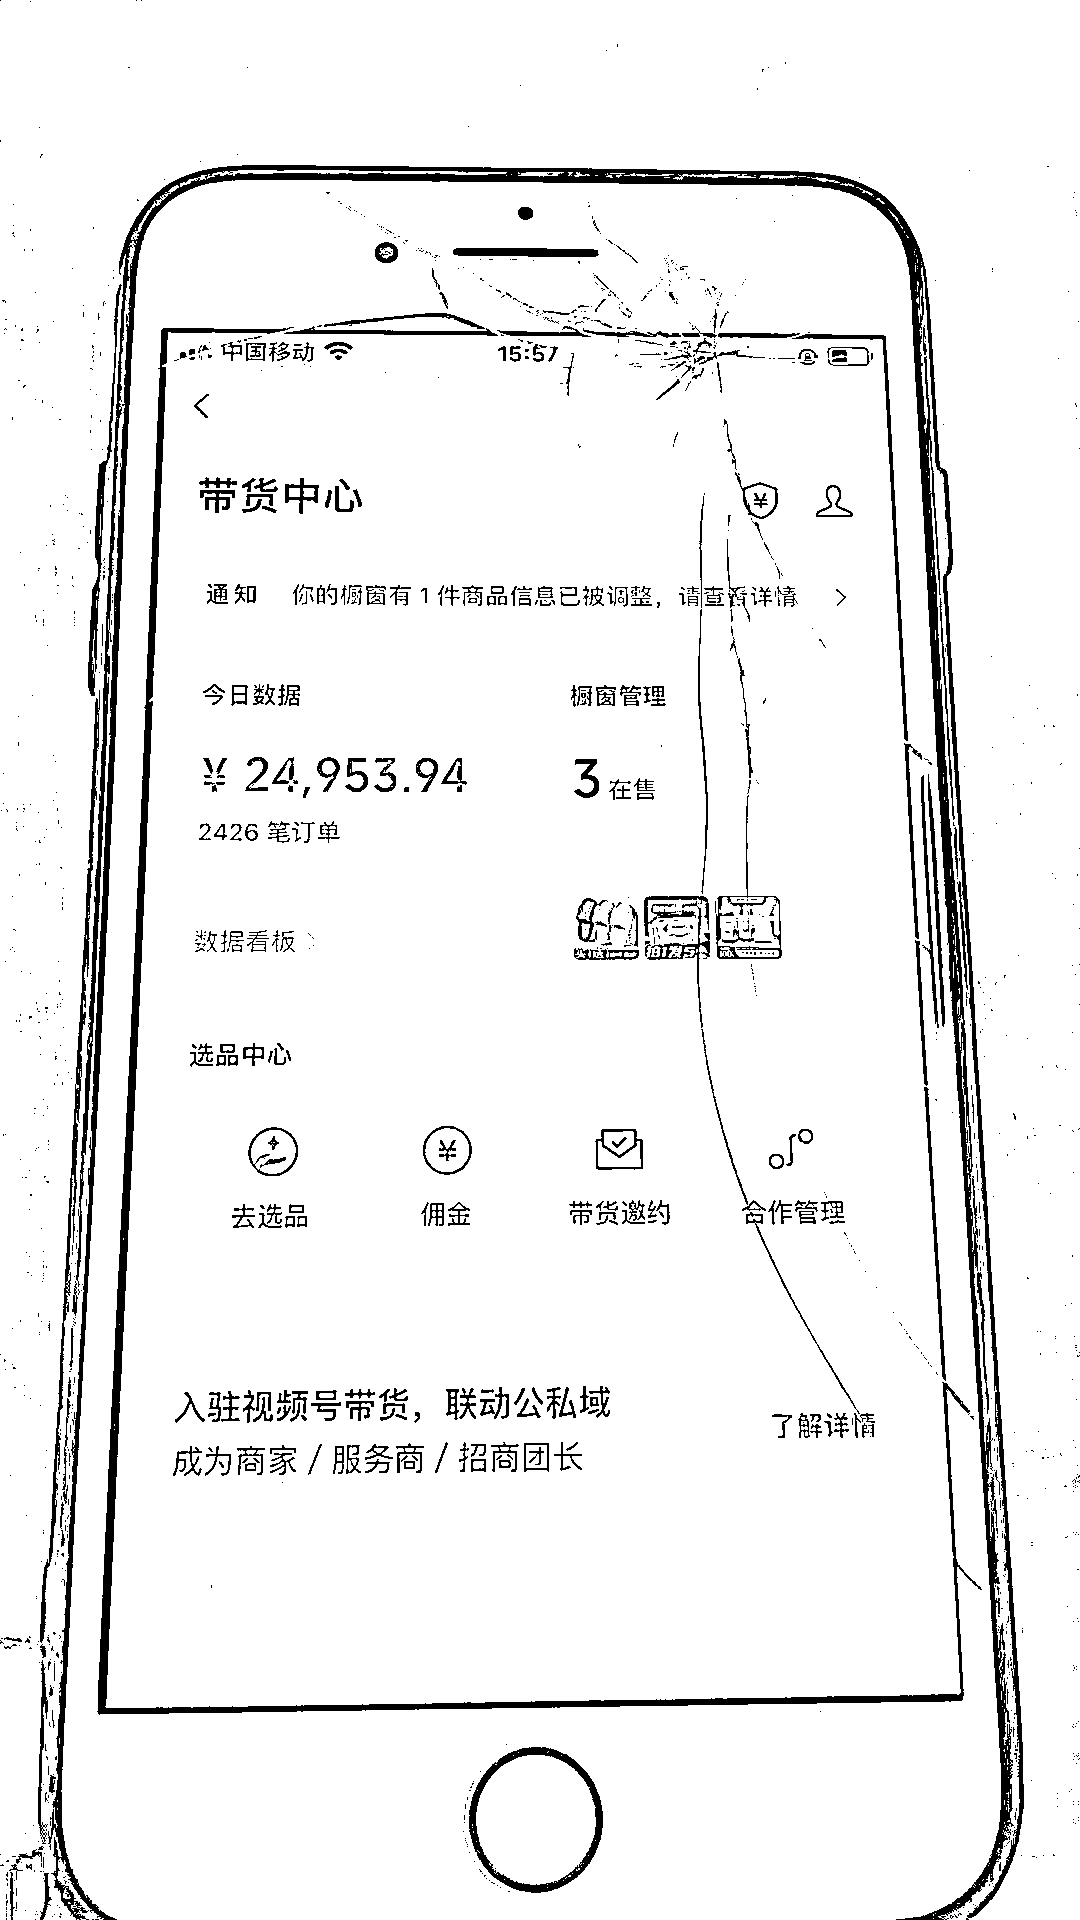 中国移动 15:57
带货中心
¥
通知 你的橱窗有 1 件商品信息已被调整，请查看详情
今日数据 橱窗管理
¥ 24,953.94 3 在售
2426 笔订单
数据看板
选品中心
¥
去选品 佣金 带货邀约 合作管理
入驻视频号带货，联动公私域
成为商家 / 服务商 / 招商团长
了解详情